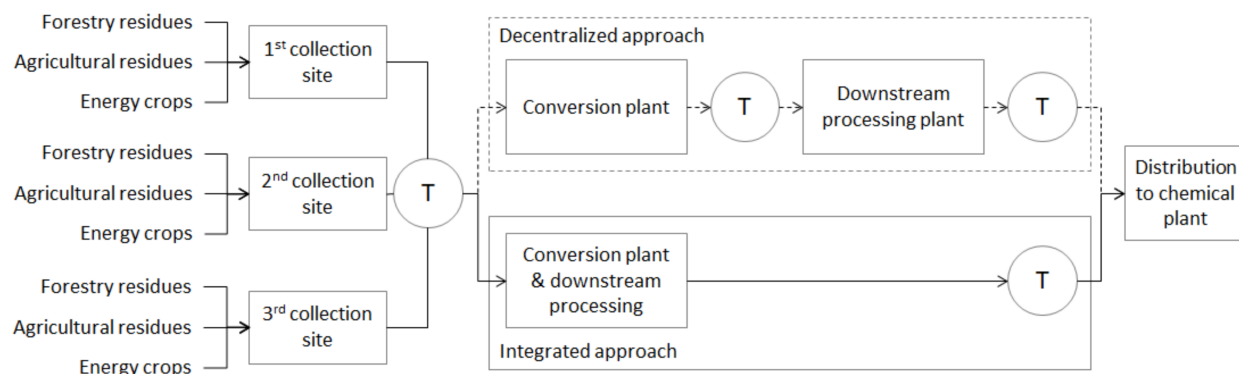 Forestry residues
Agricultural residues
Energy crops
1st collection
site
Forestry residues
Agricultural residues
Energy crops
2nd collection
site
Forestry residues
Agricultural residues
Energy crops
3rd collection
site
T
Decentralized approach
Conversion plant
T
Downstream
processing plant
T
Conversion plant
& downstream
processing
T
Integrated approach
Distribution
to chemical
plant